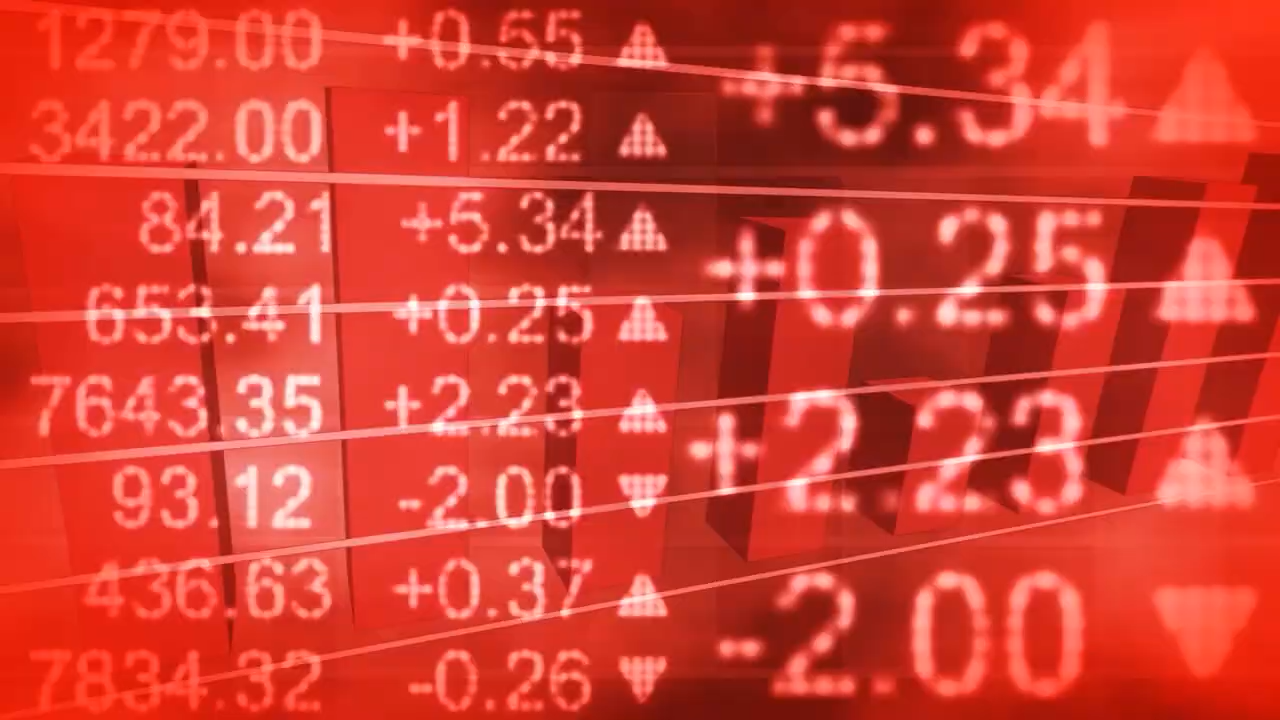 1279.00 +0.55 ▲
3422.00 +1.22 ▲
84.21 +5.34 ▲
653.41 +0.25 ▲
7643.35 +2.23 ▲
93.12 -2.00 ▼
436.63 +0.37 ▲
7834.32 -0.26 ▼
+5.34 ▲
+0.25 ▲
+2.23 ▲
-2.00 ▼